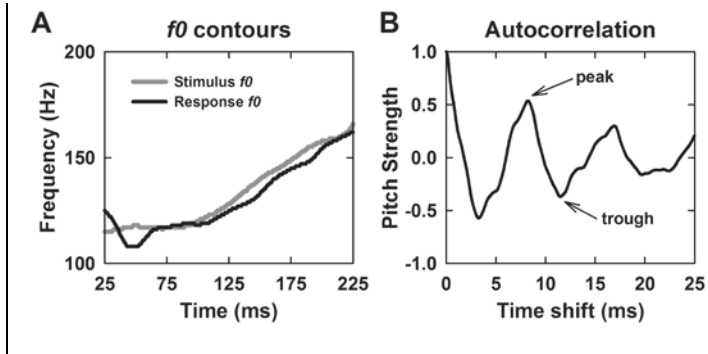 A
f0 contours
200
150
100
Frequency (Hz)
Stimulus f0
Response f0
25
75
125
175
225
Time (ms)
B
Autocorrelation
1.0
0.5
0.0
-0.5
-1.0
Pitch Strength
peak
trough
0
5
10
15
20
25
Time shift (ms)